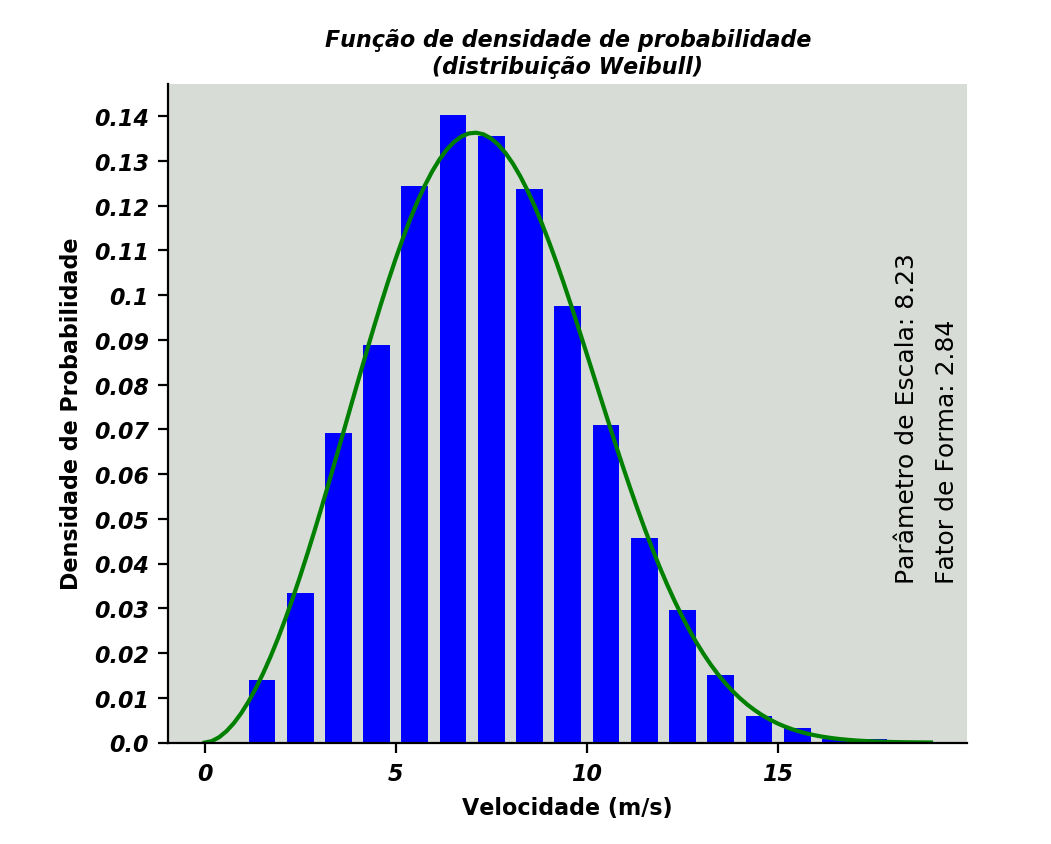 Função de densidade de probabilidade
(distribuição Weibull)
Densidade de Probabilidade
0.14
0.13
0.12
0.11
0.1
0.09
0.08
0.07
0.06
0.05
0.04
0.03
0.02
0.01
0.0
0 5 10 15
Velocidade (m/s)
Parâmetro de Escala: 8.23
Fator de Forma: 2.84